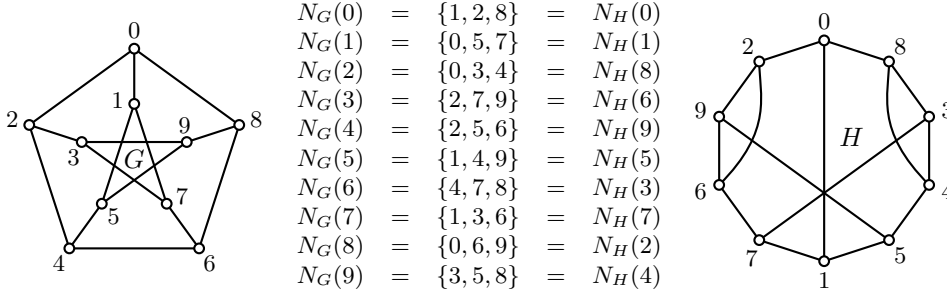 N_G(0) = {1, 2, 8} = N_H(0)
N_G(1) = {0, 5, 7} = N_H(1)
N_G(2) = {0, 3, 4} = N_H(8)
N_G(3) = {2, 7, 9} = N_H(6)
N_G(4) = {2, 5, 6} = N_H(9)
N_G(5) = {1, 4, 9} = N_H(5)
N_G(6) = {4, 7, 8} = N_H(3)
N_G(7) = {1, 3, 6} = N_H(7)
N_G(8) = {0, 6, 9} = N_H(2)
N_G(9) = {3, 5, 8} = N_H(4)
0
1
2
9
8
3
G
5
7
4
6
0
2
8
9
3
H
6
4
7
5
1